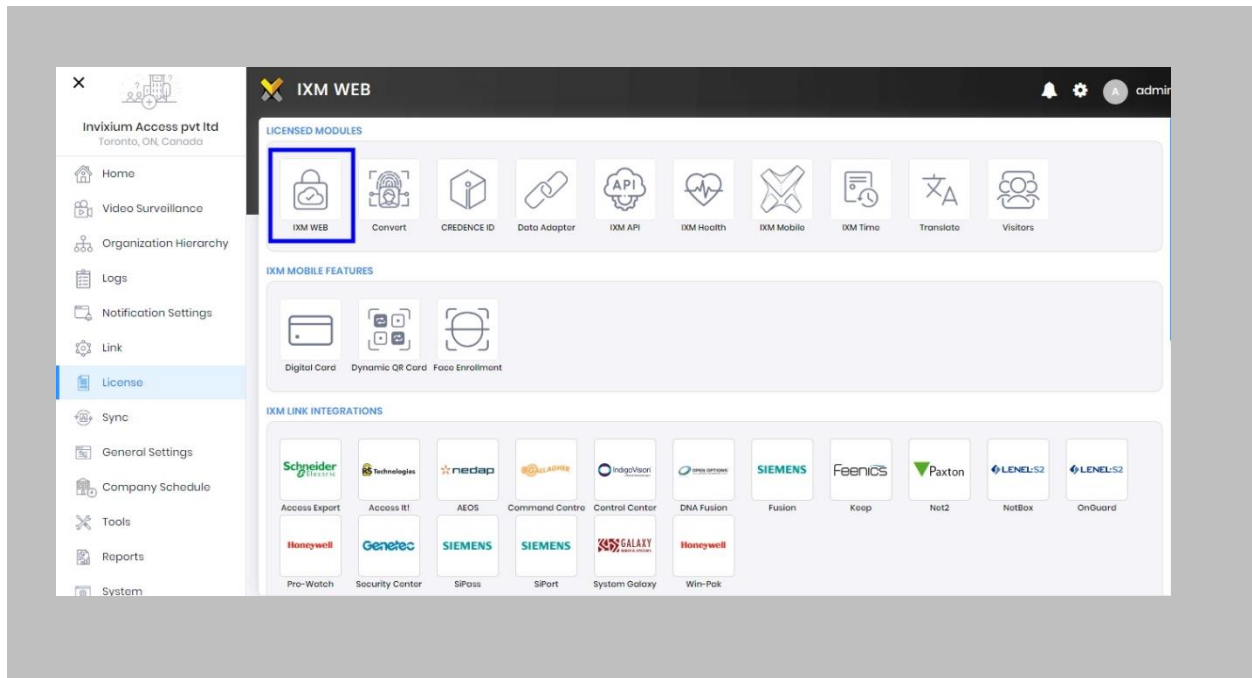 Invixium Access pvt ltd
Toronto, ON, Canada
Home
Video Surveillance
Organization Hierarchy
Logs
Notification Settings
Link
License
Sync
General Settings
Company Schedule
Tools
Reports
System
IXM WEB
A admin
LICENSED MODULES
API
IXM WEB Convert CREDENCE ID Data Adapter IXM API IXM Health IXM Mobile IXM Time Translate Visitors
IXM MOBILE FEATURES
Digital Card Dynamic QR Card Face Enrollment
IXM LINK INTEGRATIONS
Schneider Electric RS Technologies nedap GALLAGHER IndigoVision OPEN OPTIONS SIEMENS Feenics Paxton LENEL·S2 LENEL·S2
Access Expert Access It! AEOS Command Centre Control Center DNA Fusion Fusion Keep Net2 NetBox OnGuard
Honeywell Genetec SIEMENS SIEMENS GALAXY Honeywell
Pro-Watch Security Center SiPass SiPort System Galaxy Win-Pak